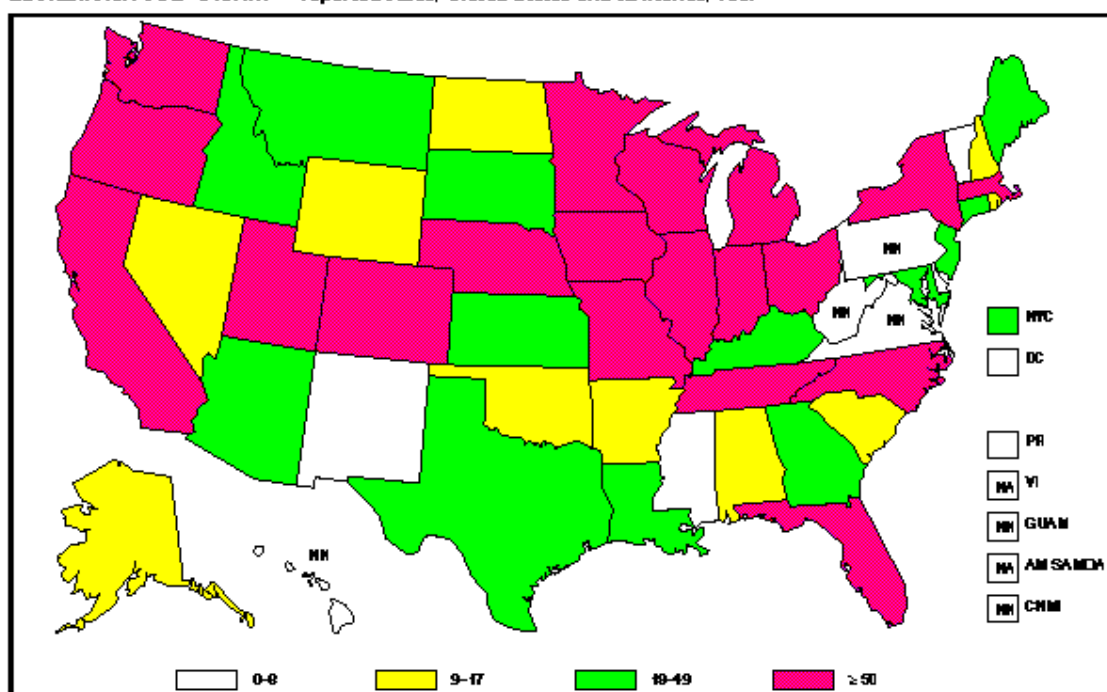 NN
NN
NN
NN
NYC
DC
PR
NA VI
NN GUAM
NA AM SAMOA
NN CNMI
0-8
9-17
18-49
≥ 50